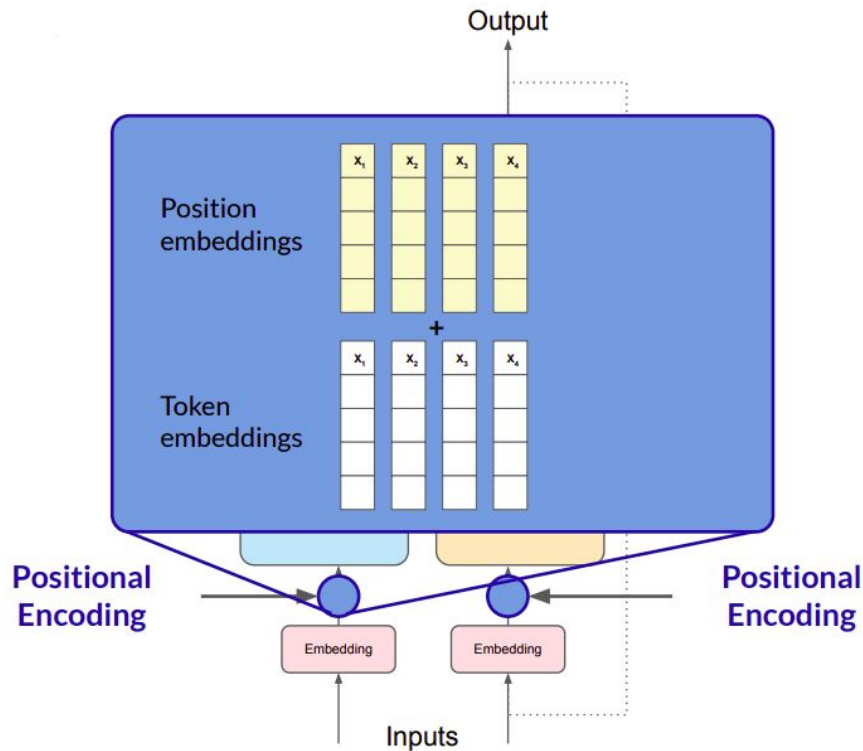 Output
x₁ x₂ x₃ x₄
Position
embeddings
+
x₁ x₂ x₃ x₄
Token
embeddings
Positional
Encoding
Positional
Encoding
Embedding
Embedding
Inputs